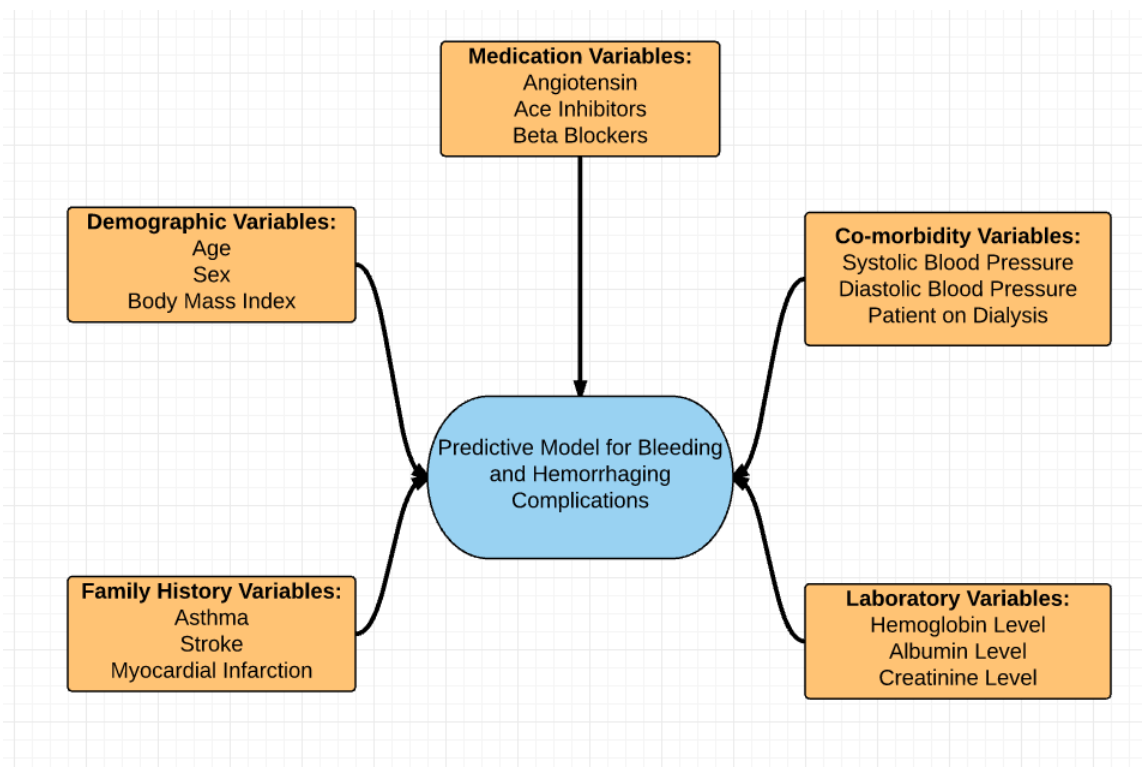 Medication Variables:
Angiotensin
Ace Inhibitors
Beta Blockers
Demographic Variables:
Age
Sex
Body Mass Index
Co-morbidity Variables:
Systolic Blood Pressure
Diastolic Blood Pressure
Patient on Dialysis
Predictive Model for Bleeding
and Hemorrhaging
Complications
Family History Variables:
Asthma
Stroke
Myocardial Infarction
Laboratory Variables:
Hemoglobin Level
Albumin Level
Creatinine Level